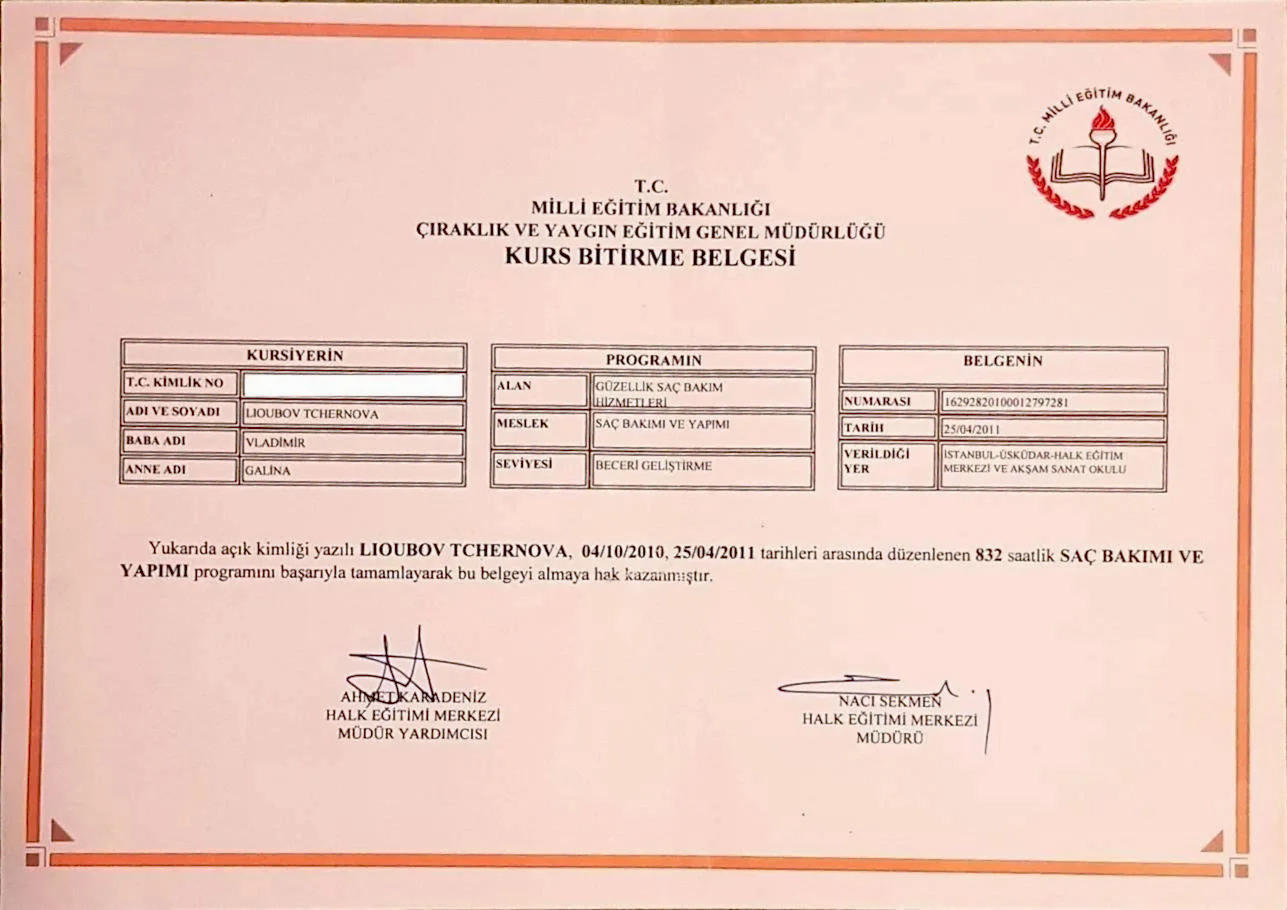 T.C. MİLLİ EĞİTİM BAKANLIĞI
T.C.
MİLLİ EĞİTİM BAKANLIĞI
ÇIRAKLIK VE YAYGIN EĞİTİM GENEL MÜDÜRLÜĞÜ
KURS BİTİRME BELGESİ
KURSİYERİN
T.C. KİMLİK NO
ADI VE SOYADI LIOUBOV TCHERNOVA
BABA ADI VLADİMİR
ANNE ADI GALİNA
PROGRAMIN
ALAN GÜZELLİK SAÇ BAKIM
HİZMETLERİ
MESLEK SAÇ BAKIMI VE YAPIMI
SEVİYESİ BECERİ GELİŞTİRME
BELGENİN
NUMARASI 16292820100012797281
TARİH 25/04/2011
VERİLDİĞİ İSTANBUL-ÜSKÜDAR-HALK EĞİTİM
YER MERKEZİ VE AKŞAM SANAT OKULU
Yukarıda açık kimliği yazılı LIOUBOV TCHERNOVA, 04/10/2010, 25/04/2011 tarihleri arasında düzenlenen 832 saatlik SAÇ BAKIMI VE
YAPIMI programını başarıyla tamamlayarak bu belgeyi almaya hak kazanmıştır.
AHMET KARADENİZ
HALK EĞİTİMİ MERKEZİ
MÜDÜR YARDIMCISI
NACİ SEKMEN
HALK EĞİTİMİ MERKEZİ
MÜDÜRÜ